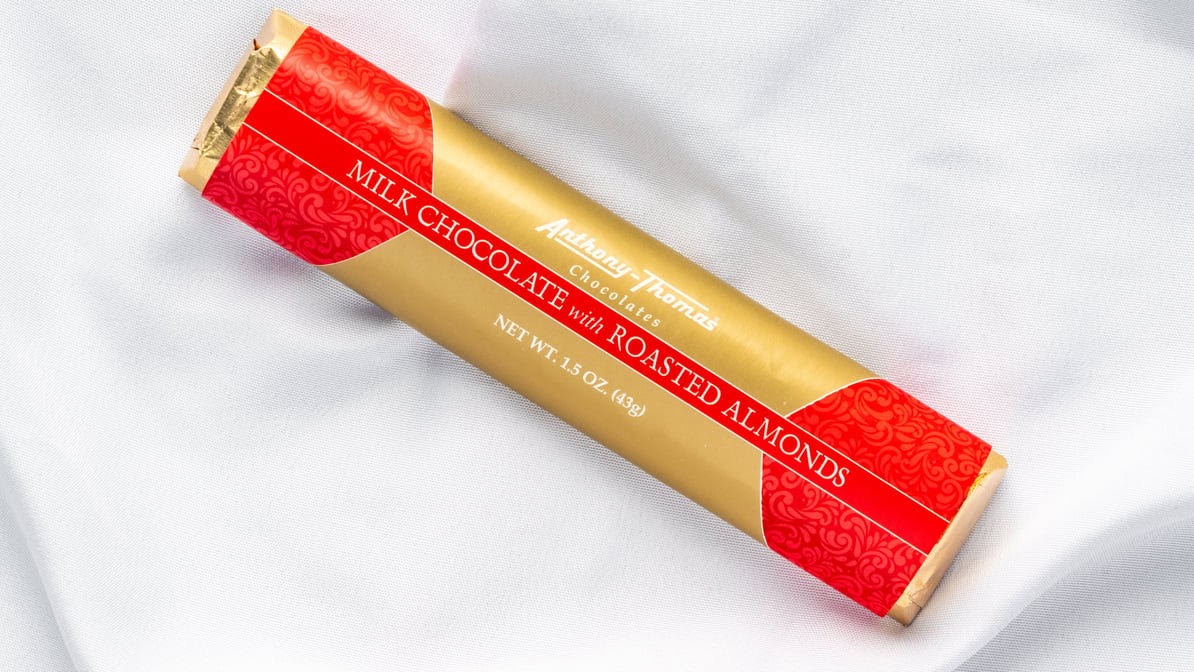 Anthony-Thomas
Chocolates
MILK CHOCOLATE with ROASTED ALMONDS
NET WT. 1.5 OZ. (43g)